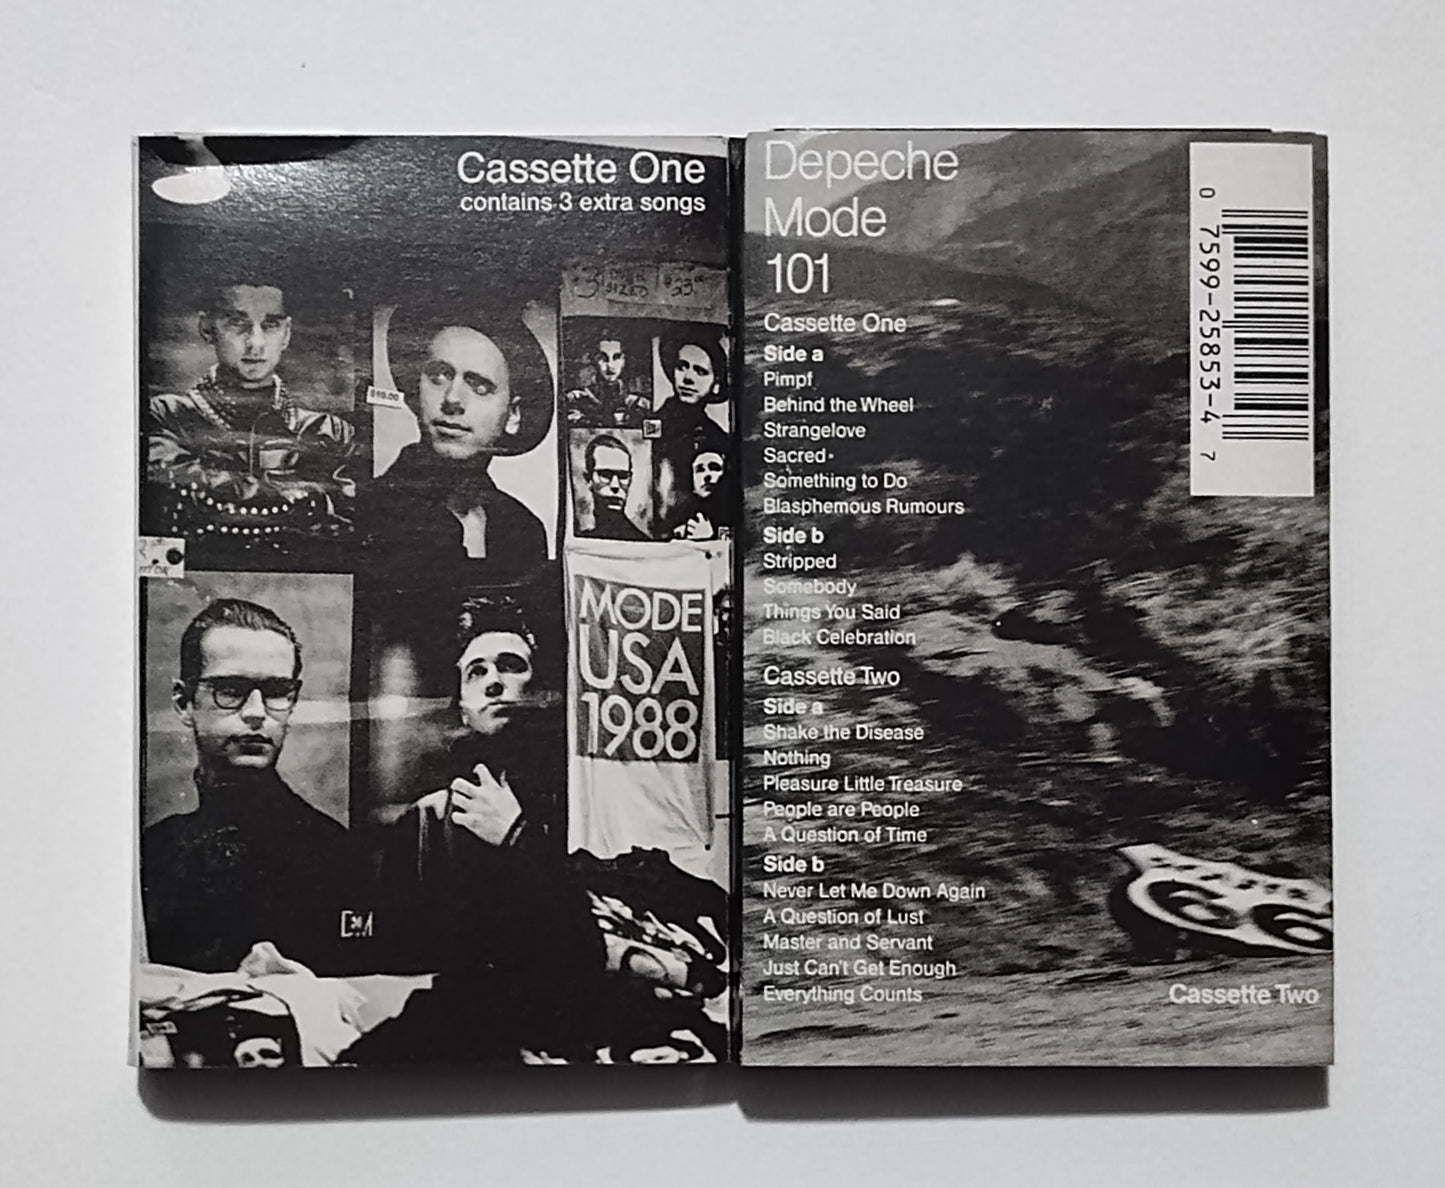 Cassette One
contains 3 extra songs
$10.00
MODE
USA
1988
Depeche
Mode
101
Cassette One
Side a
Pimpf
Behind the Wheel
Strangelove
Sacred
Something to Do
Blasphemous Rumours
Side b
Stripped
Somebody
Things You Said
Black Celebration
Cassette Two
Side a
Shake the Disease
Nothing
Pleasure Little Treasure
People are People
A Question of Time
Side b
Never Let Me Down Again
A Question of Lust
Master and Servant
Just Can't Get Enough
Everything Counts
0 7599-25853-4 7
66
Cassette Two